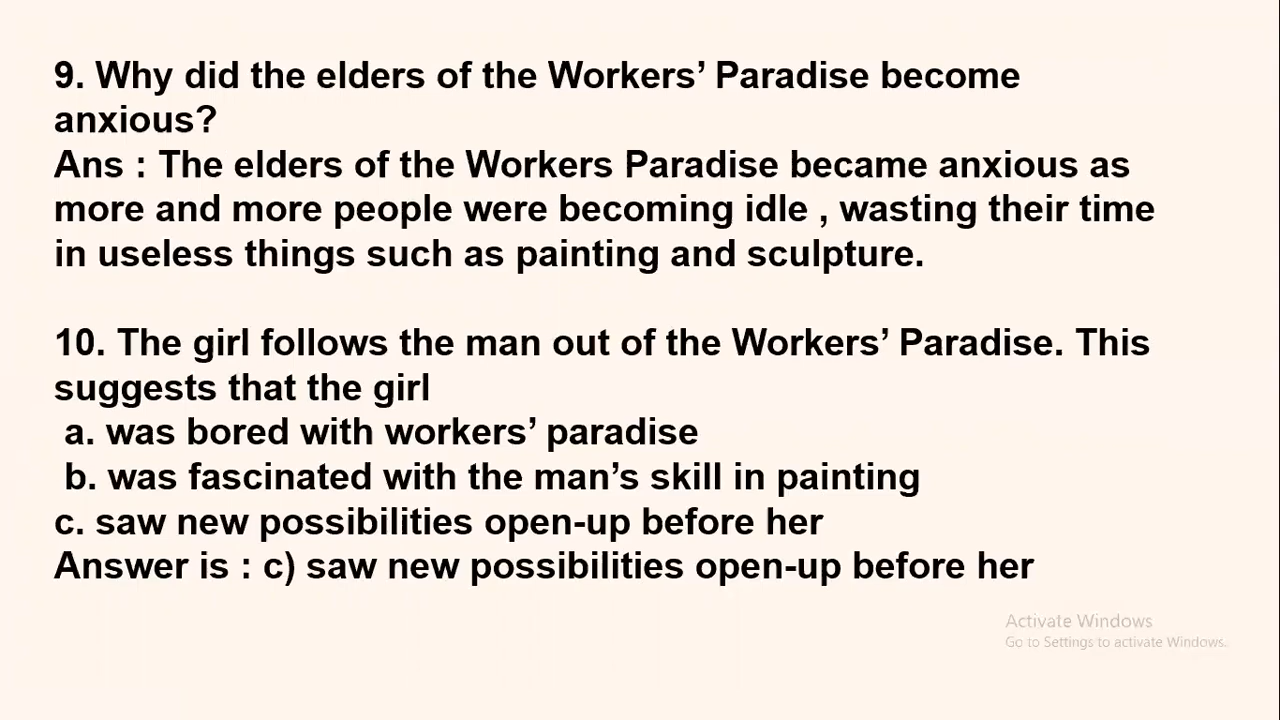 9. Why did the elders of the Workers’ Paradise become
anxious?
Ans : The elders of the Workers Paradise became anxious as
more and more people were becoming idle , wasting their time
in useless things such as painting and sculpture.
10. The girl follows the man out of the Workers’ Paradise. This
suggests that the girl
a. was bored with workers’ paradise
b. was fascinated with the man’s skill in painting
c. saw new possibilities open-up before her
Answer is : c) saw new possibilities open-up before her
Activate Windows
Go to Settings to activate Windows.